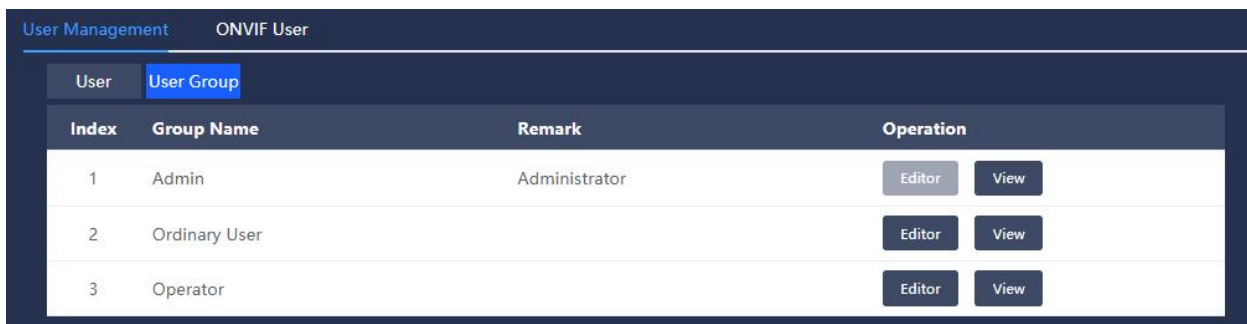 User Management ONVIF User
User User Group
Index Group Name Remark Operation
1 Admin Administrator Editor View
2 Ordinary User Editor View
3 Operator Editor View